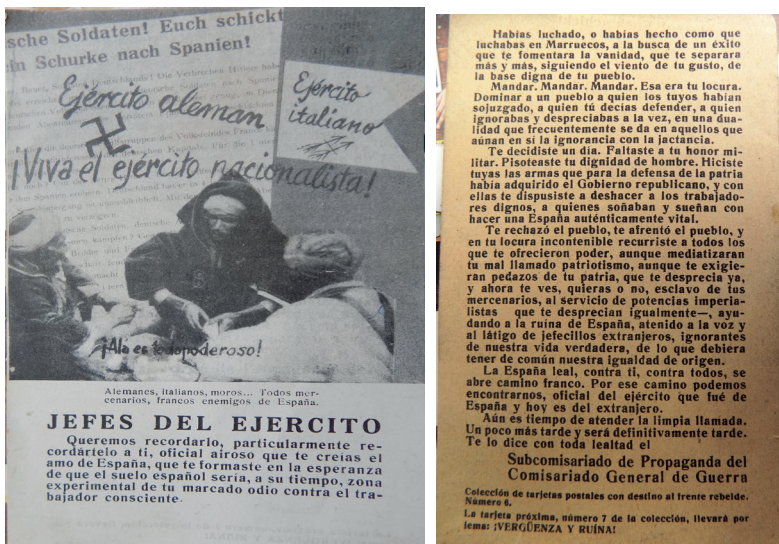 sche Soldaten! Euch schickt
ein Schurke nach Spanien!
Ejército aleman
Ejército
italiano
¡Viva el ejército nacionalista!
¡Ala es todopoderoso!
Alemanes, italianos, moros... Todos mer-
cenarios, francos enemigos de España.
JEFES DEL EJERCITO
Queremos recordarlo, particularmente re-
cordártelo a ti, oficial airoso que te creías el
amo de España, que te formaste en la esperanza
de que el suelo español sería, a su tiempo, zona
experimental de tu marcado odio contra el tra-
bajador consciente.
Habías luchado, o habías hecho como que
luchabas en Marruecos, a la busca de un éxito
que te fomentara la vanidad, que te separara
más y más, siguiendo el viento de tu gusto, de
la base digna de tu pueblo.
Mandar. Mandar. Mandar. Esa era tu locura.
Dominar a un pueblo a quien los tuyos habían
sojuzgado, a quien tú decías defender, a quien
ignorabas y despreciabas a la vez, en una dua-
lidad que frecuentemente se da en aquellos que
aúnan en sí la ignorancia con la jactancia.
Te decidiste un día. Faltaste a tu honor mi-
litar. Pisoteaste tu dignidad de hombre. Hiciste
tuyas las armas que para la defensa de la patria
había adquirido el Gobierno republicano, y con
ellas te dispusiste a deshacer a los trabajado-
res dignos, a quienes soñaban y sueñan con
hacer una España auténticamente vital.
Te rechazó el pueblo, te afrentó el pueblo, y
en tu locura incontenible recurriste a todos los
que te ofrecieron poder, aunque mediatizaran
tu mal llamado patriotismo, aunque te exigie-
ran pedazos de tu patria, que te desprecia ya,
y ahora te ves, quieras o no, esclavo de tus
mercenarios, al servicio de potencias imperia-
listas que te desprecian igualmente—, ayu-
dando a la ruina de España, atenido a la voz y
al látigo de jefecillos extranjeros, ignorantes
de nuestra vida verdadera, de lo que debiera
tener de común nuestra igualdad de origen.
La España leal, contra ti, contra todos, se
abre camino franco. Por ese camino podemos
encontrarnos, oficial del ejército que fué de
España y hoy es del extranjero.
Aún es tiempo de atender la limpia llamada.
Un poco más tarde y será definitivamente tarde.
Te lo dice con toda lealtad el
Subcomisariado de Propaganda del
Comisariado General de Guerra
Colección de tarjetas postales con destino al frente rebelde.
Número 6.
La tarjeta próxima, número 7 de la colección, llevará por
lema: ¡VERGÜENZA Y RUÍNA!